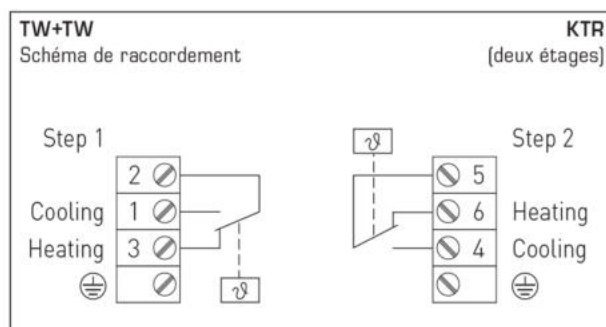 TW+TW KTR
Schéma de raccordement (deux étages)
Step 1 ϑ Step 2
2 5
Cooling 1 6 Heating
Heating 3 4 Cooling
ϑ